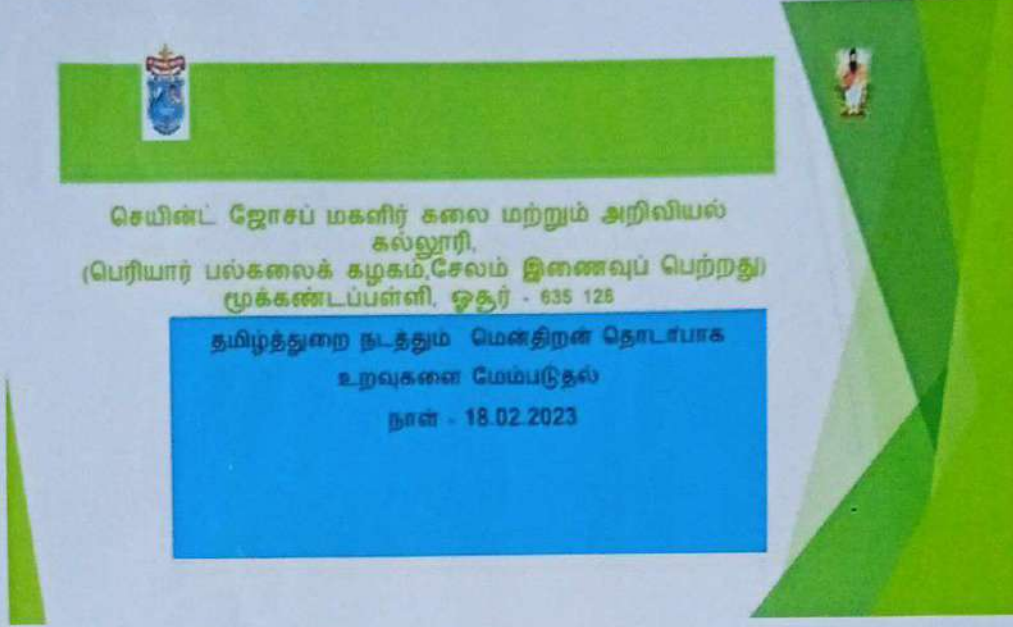 செயின்ட் ஜோசப் மகளிர் கலை மற்றும் அறிவியல்
கல்லூரி,
(பெரியார் பல்கலைக் கழகம்,சேலம் இணைவுப் பெற்றது)
மூக்கண்டப்பள்ளி, ஓசூர் - 635 126
தமிழ்த்துறை நடத்தும் மென்திறன் தொடர்பாக
உறவுகளை மேம்படுதல்
நாள் - 18.02.2023